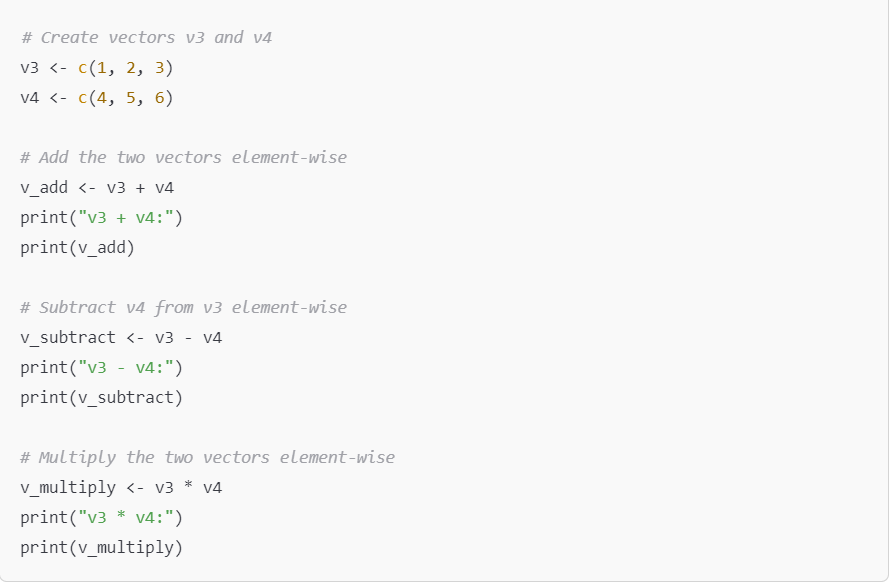 # Create vectors v3 and v4
v3 <- c(1, 2, 3)
v4 <- c(4, 5, 6)
# Add the two vectors element-wise
v_add <- v3 + v4
print("v3 + v4:")
print(v_add)
# Subtract v4 from v3 element-wise
v_subtract <- v3 - v4
print("v3 - v4:")
print(v_subtract)
# Multiply the two vectors element-wise
v_multiply <- v3 * v4
print("v3 * v4:")
print(v_multiply)